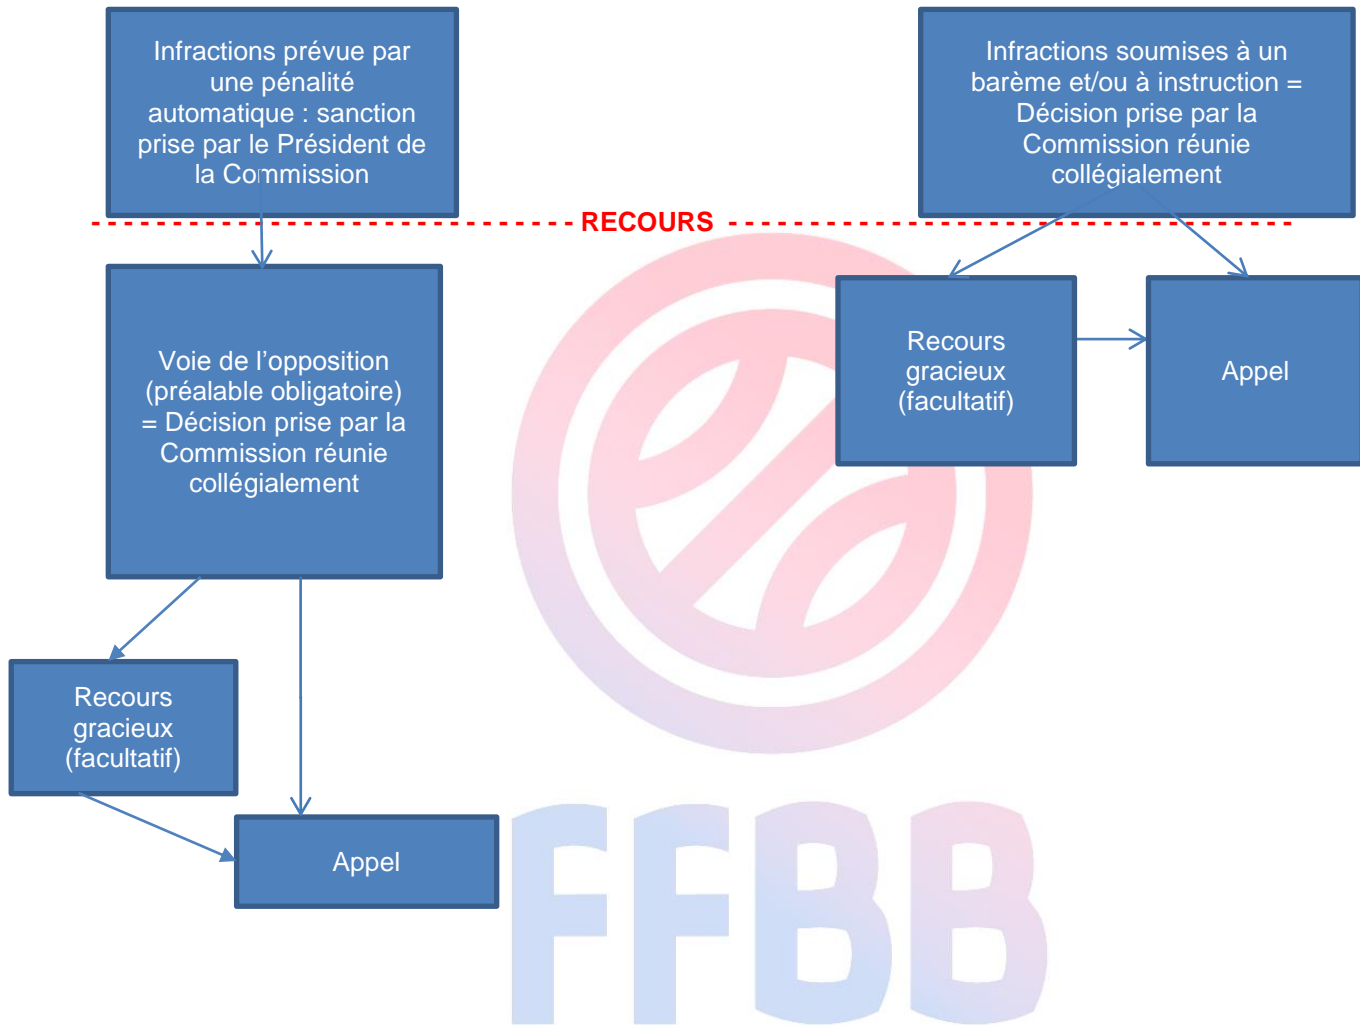 Infractions prévue par
une pénalité
automatique : sanction
prise par le Président de
la Commission
Infractions soumises à un
barème et/ou à instruction =
Décision prise par la
Commission réunie
collégialement
RECOURS
Voie de l’opposition
(préalable obligatoire)
= Décision prise par la
Commission réunie
collégialement
Recours
gracieux
(facultatif)
Appel
Recours
gracieux
(facultatif)
Appel
FFBB